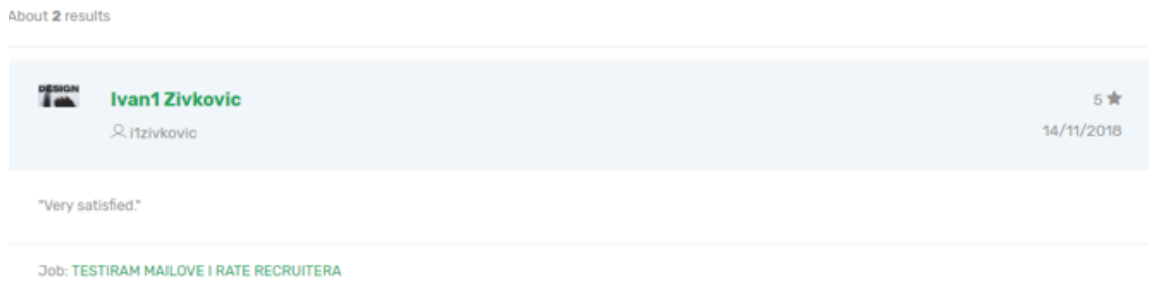 About 2 results
DESIGN
Ivan1 Zivkovic
i1zivkovic
5
14/11/2018
"Very satisfied."
Job: TESTIRAM MAILOVE I RATE RECRUITERA